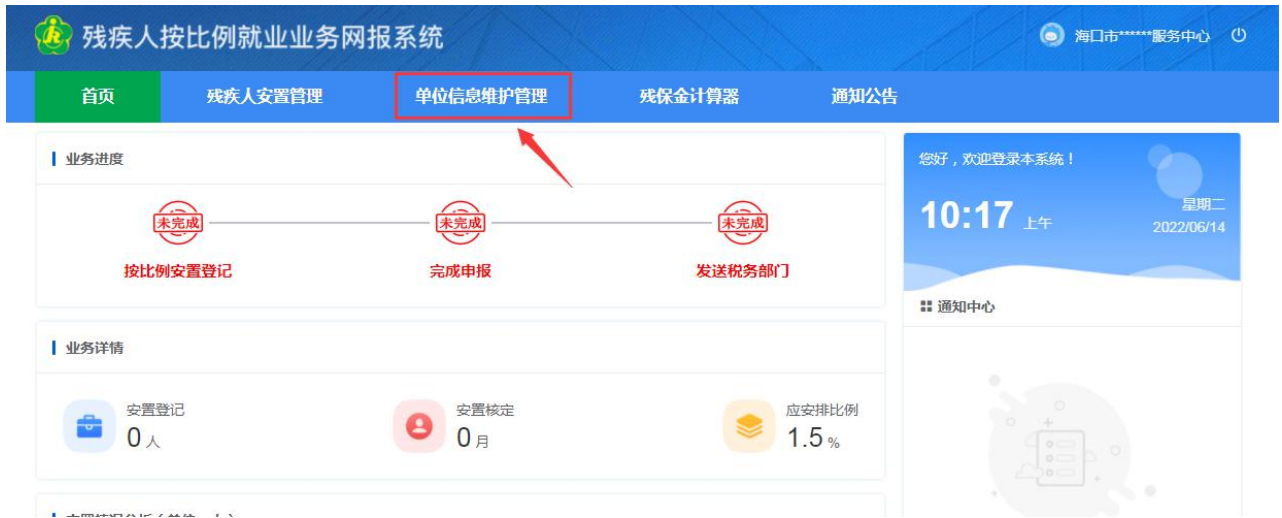 残疾人按比例就业业务网报系统
海口市******服务中心
首页 残疾人安置管理 单位信息维护管理 残保金计算器 通知公告
业务进度
未完成 未完成 未完成
按比例安置登记 完成申报 发送税务部门
您好，欢迎登录本系统！
10:17 上午
星期二
2022/06/14
通知中心
业务详情
安置登记
0 人
安置核定
0 月
应安排比例
1.5 %